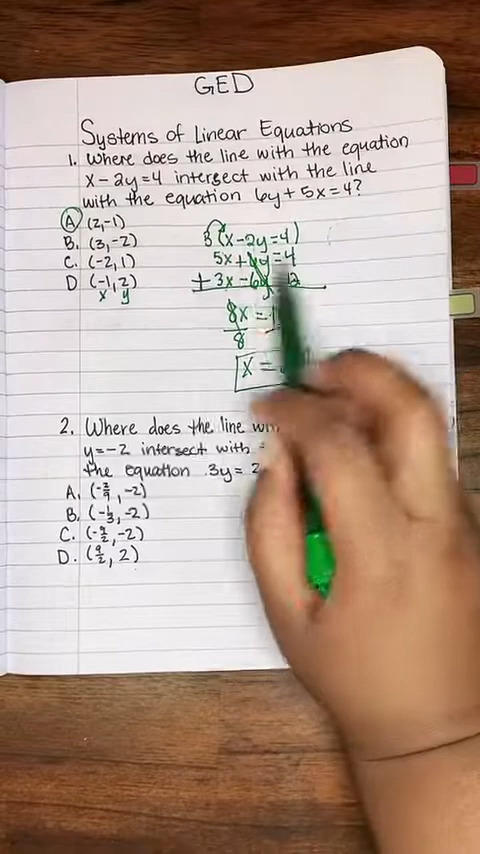 GED
Systems of Linear Equations
1. Where does the line with the equation
x - 2y = 4 intersect with the line
with the equation 6y + 5x = 4?
A (2,-1)
B. (3,-2)
C. (-2,1)
D (-1,2)
x y
3(x-2y=4)
5x+6y=4
+ 3x-6y 12
8x =
8
x =
2. Where does the line
y=-2 intersect with
the equation 3y=2
A. (-2/9, -2)
B. (-1/3, -2)
C. (-9/2, -2)
D. (9/2, 2)